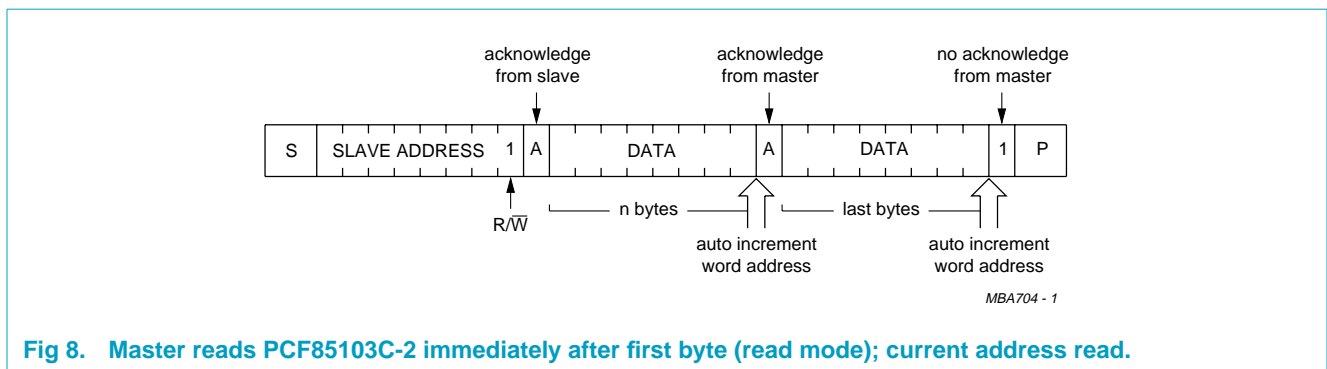 acknowledge
from slave
acknowledge
from master
no acknowledge
from master
S SLAVE ADDRESS 1 A DATA A DATA 1 P
R/W̅
n bytes
last bytes
auto increment
word address
auto increment
word address
MBA704 - 1
Fig 8. Master reads PCF85103C-2 immediately after first byte (read mode); current address read.